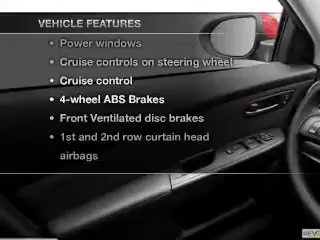 VEHICLE FEATURES
• Power windows
• Cruise controls on steering wheel
• Cruise control
• 4-wheel ABS Brakes
• Front Ventilated disc brakes
• 1st and 2nd row curtain head
airbags